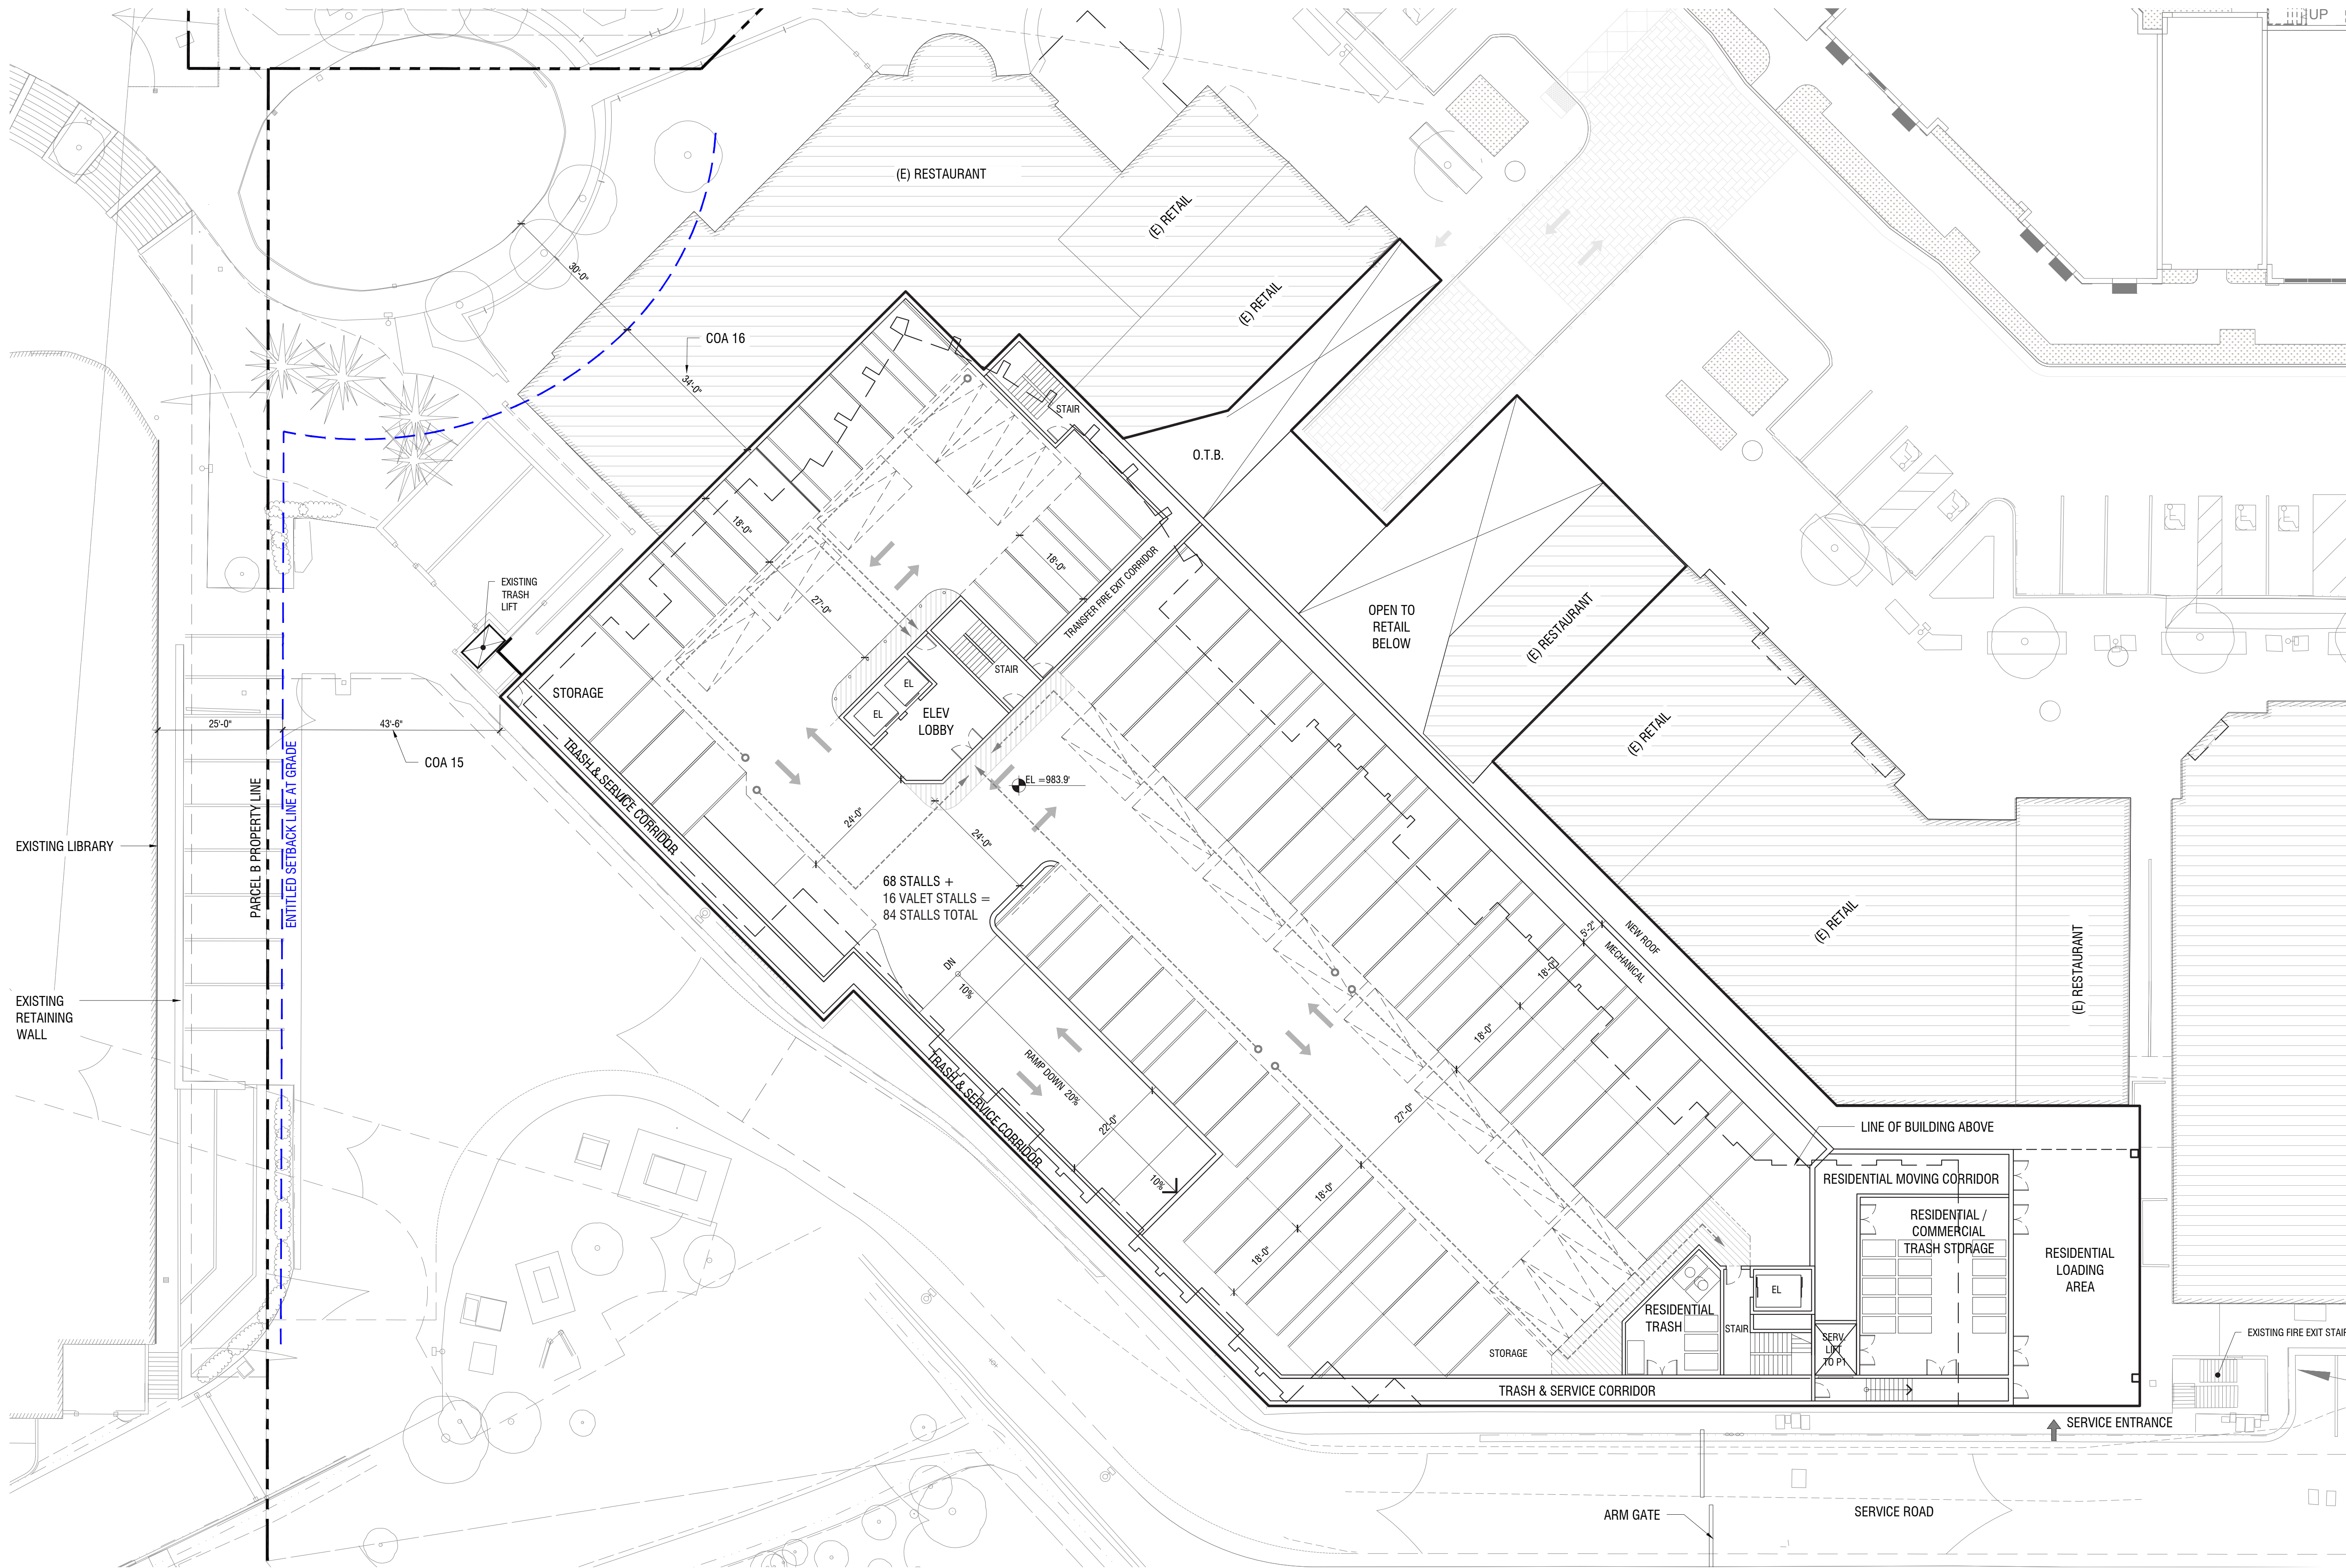 UP
(E) RESTAURANT
(E) RETAIL
30'-0"
(E) RETAIL
COA 16
34'-0"
STAIR
O.T.B.
18'-0"
18'-0"
TRANSFER FIRE EXIT CORRIDOR
EXISTING
TRASH
LIFT
27'-0"
OPEN TO
RETAIL
BELOW
(E) RESTAURANT
STAIR
EL
EL
ELEV
LOBBY
STORAGE
25'-0"
43'-6"
COA 15
(E) RETAIL
TRASH & SERVICE CORRIDOR
EL =983.9'
PARCEL B PROPERTY LINE
ENTITLED SETBACK LINE AT GRADE
EXISTING LIBRARY
24'-0"
24'-0"
68 STALLS +
16 VALET STALLS =
84 STALLS TOTAL
(E) RETAIL
(E) RESTAURANT
5'-2"
NEW ROOF
MECHANICAL
18'-0"
DN
10%
EXISTING
RETAINING
WALL
18'-0"
RAMP DOWN 20%
TRASH & SERVICE CORRIDOR
22'-0"
27'-0"
LINE OF BUILDING ABOVE
10%
18'-0"
RESIDENTIAL MOVING CORRIDOR
RESIDENTIAL /
COMMERCIAL
TRASH STORAGE
18'-0"
RESIDENTIAL
LOADING
AREA
EL
RESIDENTIAL
TRASH
STAIR
SERV.
LIFT
TO P1
EXISTING FIRE EXIT STAIR
STORAGE
TRASH & SERVICE CORRIDOR
SERVICE ENTRANCE
ARM GATE
SERVICE ROAD